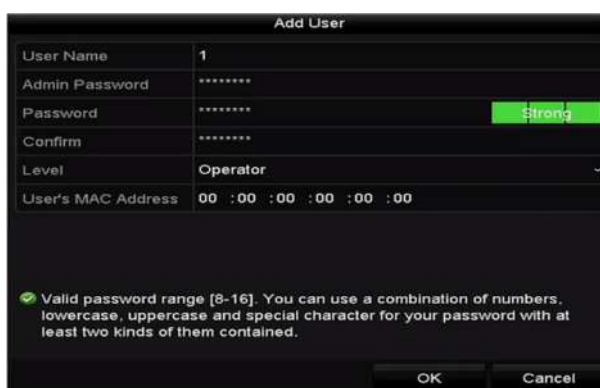 Add User
User Name 1
Admin Password ********
Password ******** Strong
Confirm ********
Level Operator
User's MAC Address 00 :00 :00 :00 :00 :00
Valid password range [8-16]. You can use a combination of numbers,
lowercase, uppercase and special character for your password with at
least two kinds of them contained.
OK Cancel